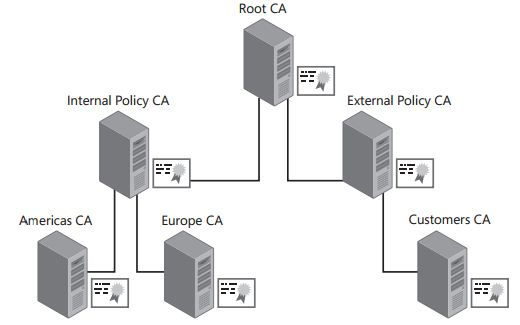 Root CA
Internal Policy CA
External Policy CA
Americas CA
Europe CA
Customers CA